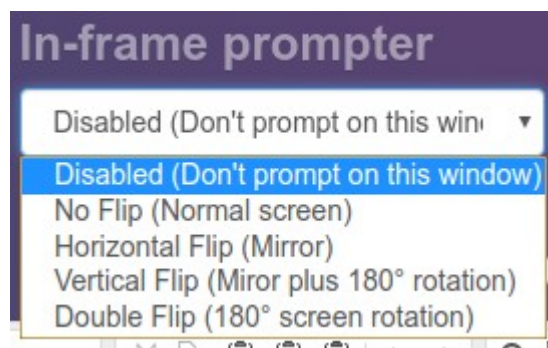 In-frame prompter
Disabled (Don't prompt on this win
Disabled (Don't prompt on this window)
No Flip (Normal screen)
Horizontal Flip (Mirror)
Vertical Flip (Miror plus 180° rotation)
Double Flip (180° screen rotation)